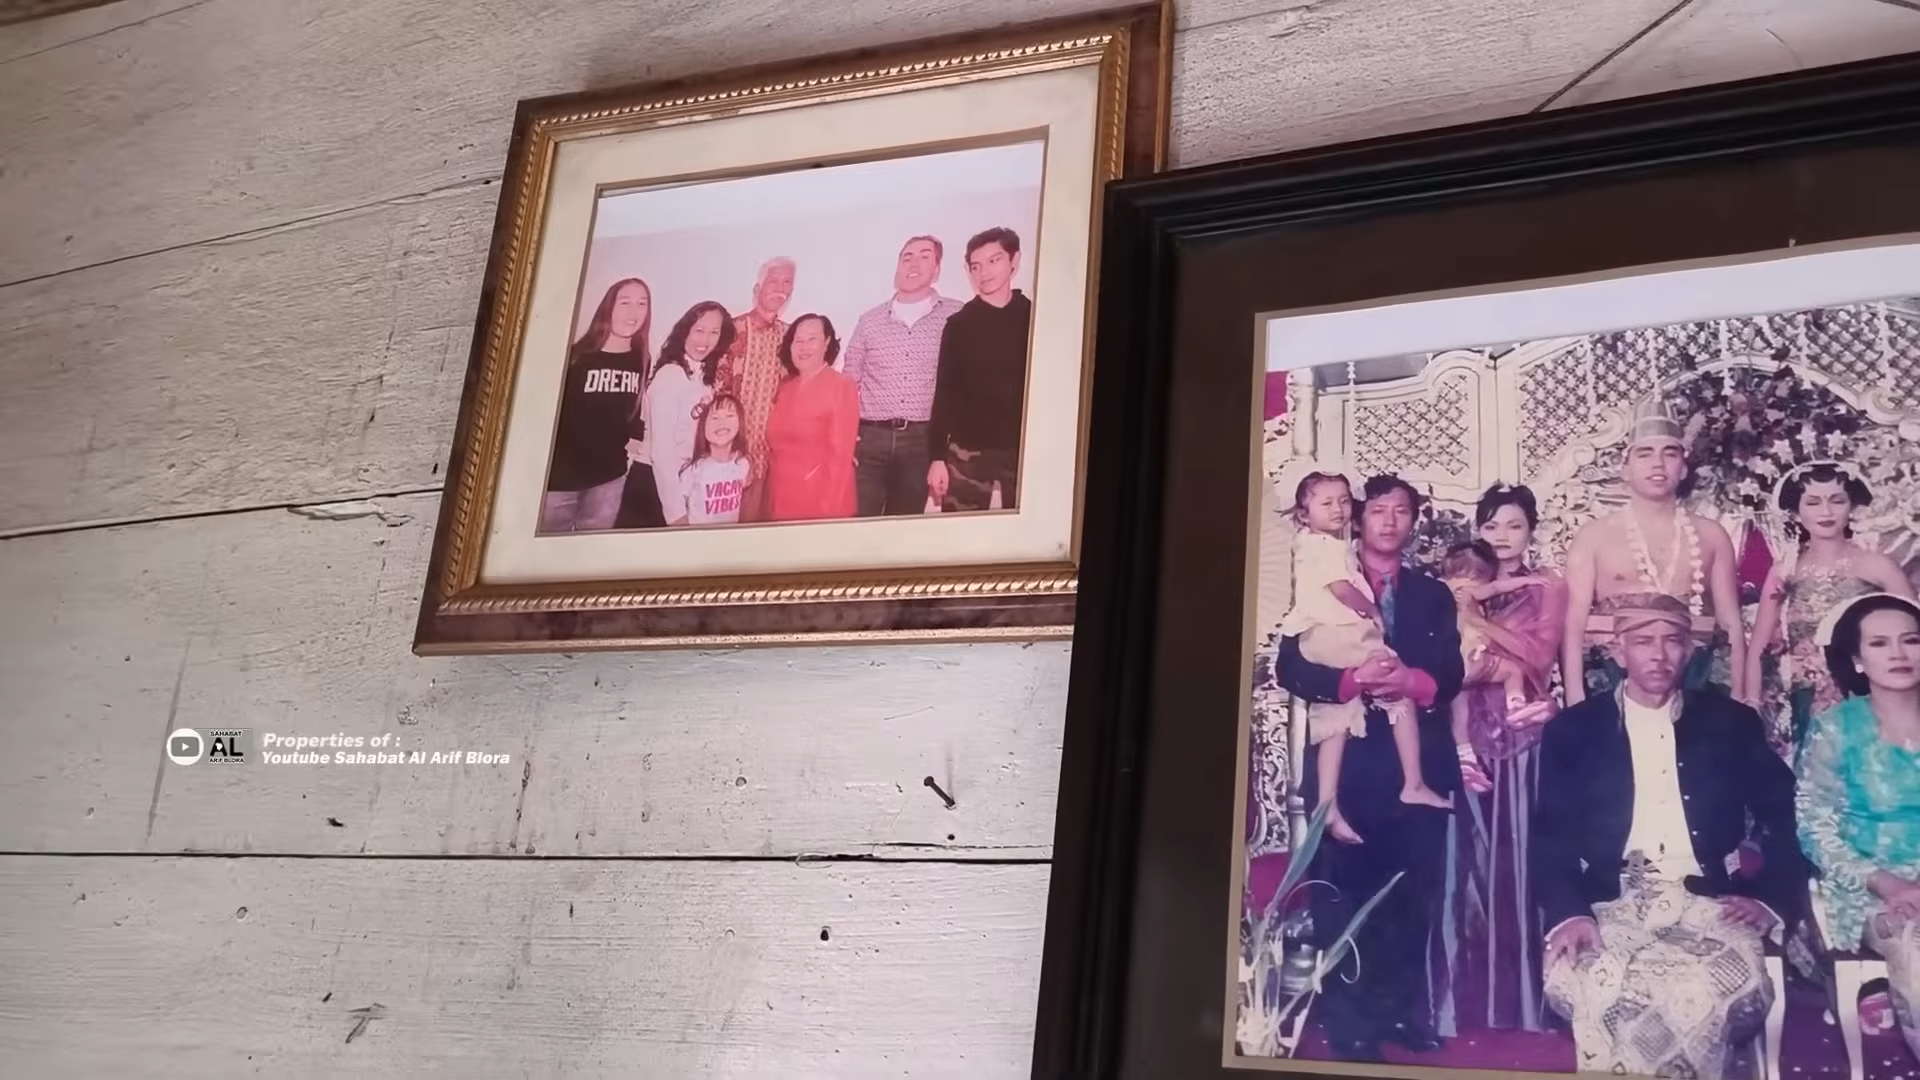 DREAM
VACAY
VIBES
SAHABAT
AL
ARIF BLORA
Properties of :
Youtube Sahabat Al Arif Blora